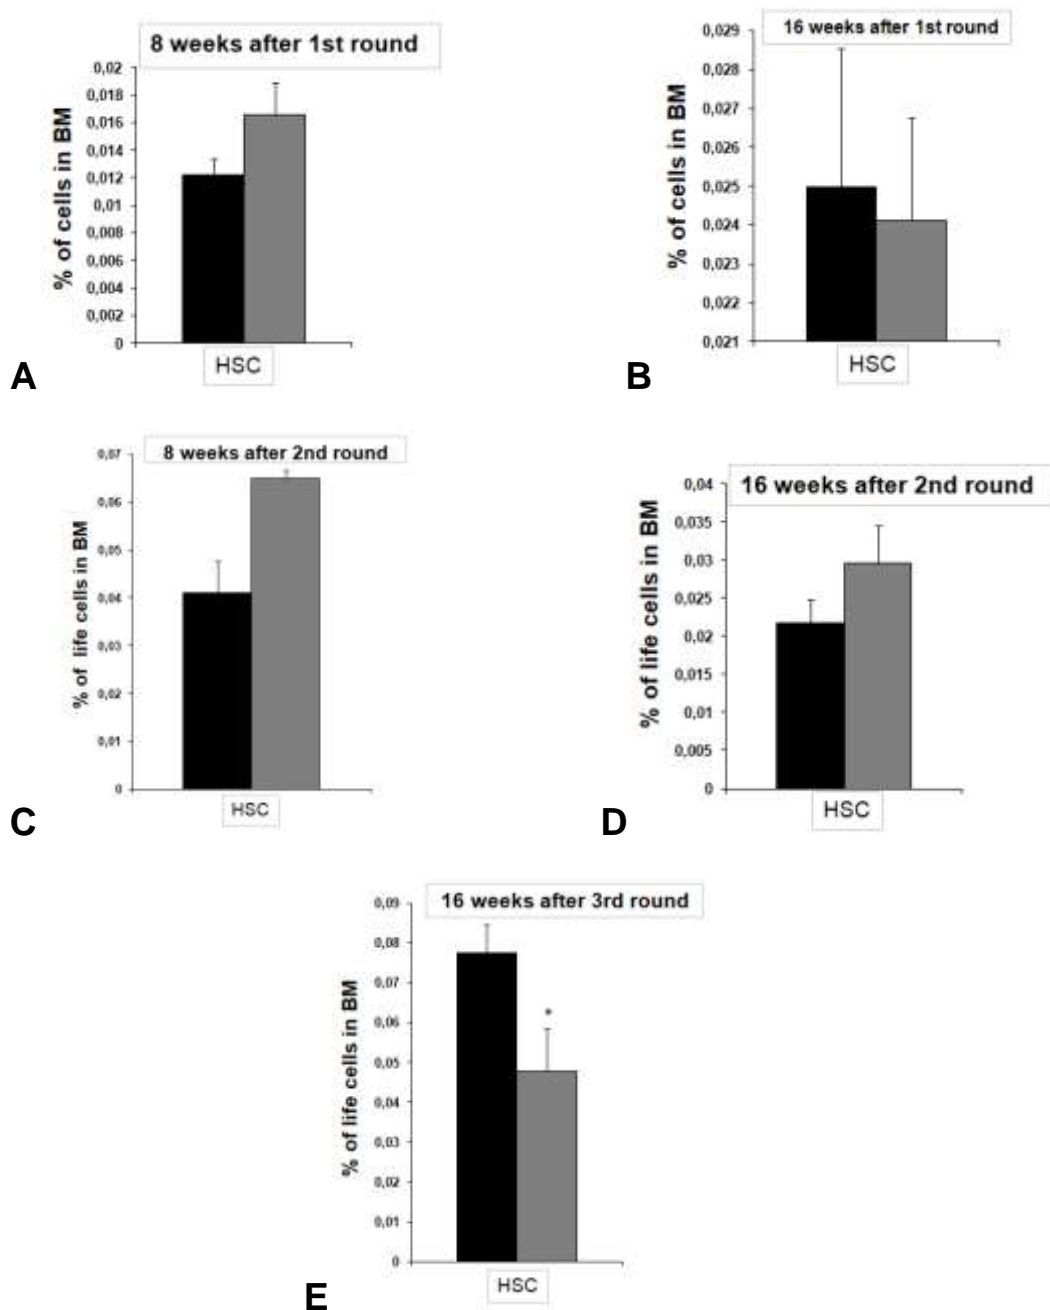 8 weeks after 1st round
% of cells in BM
0,02
0,018
0,016
0,014
0,012
0,01
0,008
0,006
0,004
0,002
0
HSC
A
16 weeks after 1st round
% of cells in BM
0,029
0,028
0,027
0,026
0,025
0,024
0,023
0,022
0,021
HSC
B
8 weeks after 2nd round
% of life cells in BM
0,07
0,06
0,05
0,04
0,03
0,02
0,01
0
HSC
C
16 weeks after 2nd round
% of life cells in BM
0,04
0,035
0,03
0,025
0,02
0,015
0,01
0,005
0
HSC
D
16 weeks after 3rd round
% of life cells in BM
0,09
0,08
0,07
0,06
0,05
0,04
0,03
0,02
0,01
0
*
HSC
E